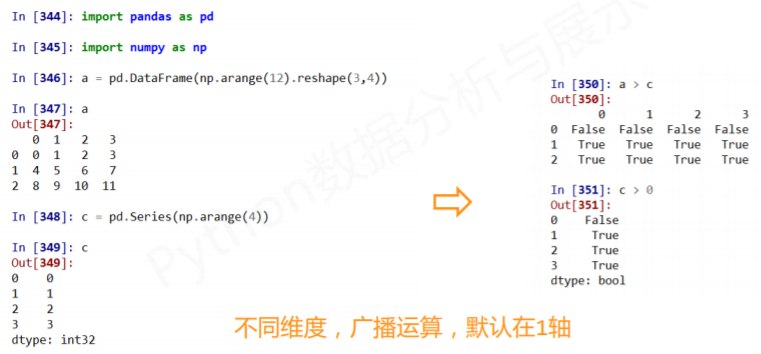 In [344]: import pandas as pd
In [345]: import numpy as np
In [346]: a = pd.DataFrame(np.arange(12).reshape(3,4))
In [347]: a
Out[347]:
   0  1   2   3
0  0  1   2   3
1  4  5   6   7
2  8  9  10  11
In [348]: c = pd.Series(np.arange(4))
In [349]: c
Out[349]:
0    0
1    1
2    2
3    3
dtype: int32
In [350]: a > c
Out[350]:
       0      1      2      3
0  False  False  False  False
1   True   True   True   True
2   True   True   True   True
In [351]: c > 0
Out[351]:
0    False
1     True
2     True
3     True
dtype: bool
不同维度，广播运算，默认在1轴
Python数据分析与展示